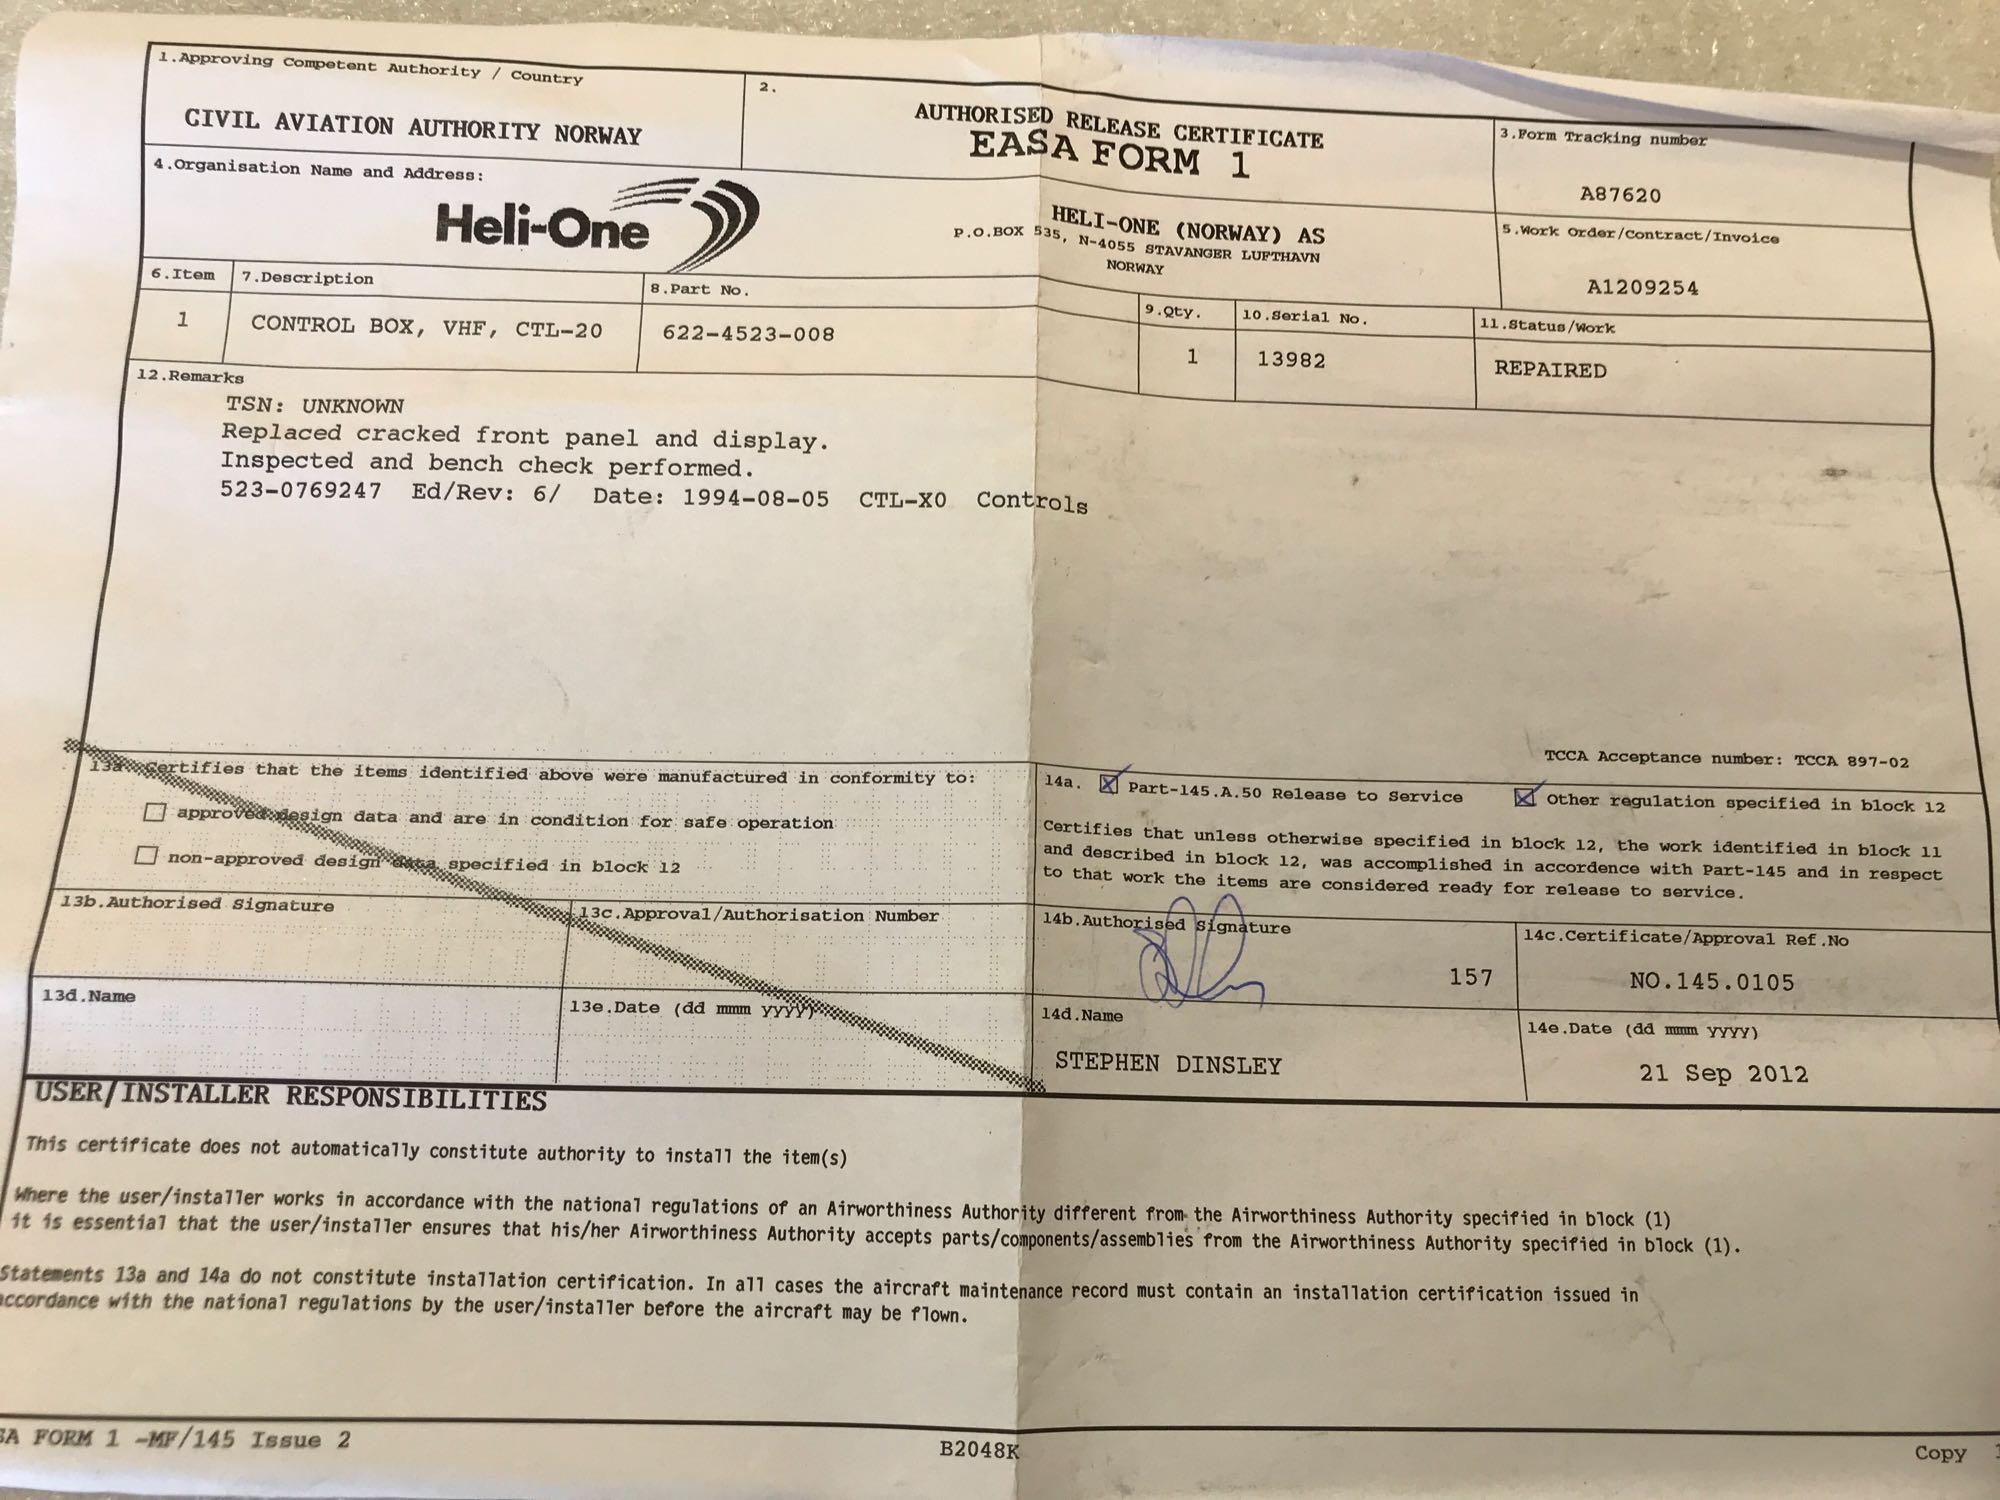 1.Approving Competent Authority / Country
CIVIL AVIATION AUTHORITY NORWAY
2.
AUTHORISED RELEASE CERTIFICATE
EASA FORM 1
3.Form Tracking number
A87620
4.Organisation Name and Address:
Heli-One
HELI-ONE (NORWAY) AS
P.O.BOX 535, N-4055 STAVANGER LUFTHAVN
NORWAY
5.Work Order/Contract/Invoice
A1209254
6.Item
7.Description
8.Part No.
9.Qty.
10.Serial No.
11.Status/Work
1
CONTROL BOX, VHF, CTL-20
622-4523-008
1
13982
REPAIRED
12.Remarks
TSN: UNKNOWN
Replaced cracked front panel and display.
Inspected and bench check performed.
523-0769247 Ed/Rev: 6/ Date: 1994-08-05 CTL-X0 Controls
TCCA Acceptance number: TCCA 897-02
13a. Certifies that the items identified above were manufactured in conformity to:
approved design data and are in condition for safe operation
non-approved design data specified in block 12
13b.Authorised Signature
13c.Approval/Authorisation Number
13d.Name
13e.Date (dd mmm yyyy)
14a. Part-145.A.50 Release to Service
Other regulation specified in block 12
Certifies that unless otherwise specified in block 12, the work identified in block 11
and described in block 12, was accomplished in accordance with Part-145 and in respect
to that work the items are considered ready for release to service.
14b.Authorised Signature
157
14c.Certificate/Approval Ref.No
NO.145.0105
14d.Name
STEPHEN DINSLEY
14e.Date (dd mmm yyyy)
21 Sep 2012
USER/INSTALLER RESPONSIBILITIES
This certificate does not automatically constitute authority to install the item(s)
Where the user/installer works in accordance with the national regulations of an Airworthiness Authority different from the Airworthiness Authority specified in block (1)
it is essential that the user/installer ensures that his/her Airworthiness Authority accepts parts/components/assemblies from the Airworthiness Authority specified in block (1).
Statements 13a and 14a do not constitute installation certification. In all cases the aircraft maintenance record must contain an installation certification issued in
accordance with the national regulations by the user/installer before the aircraft may be flown.
SA FORM 1 -MF/145 Issue 2
B2048K
Copy